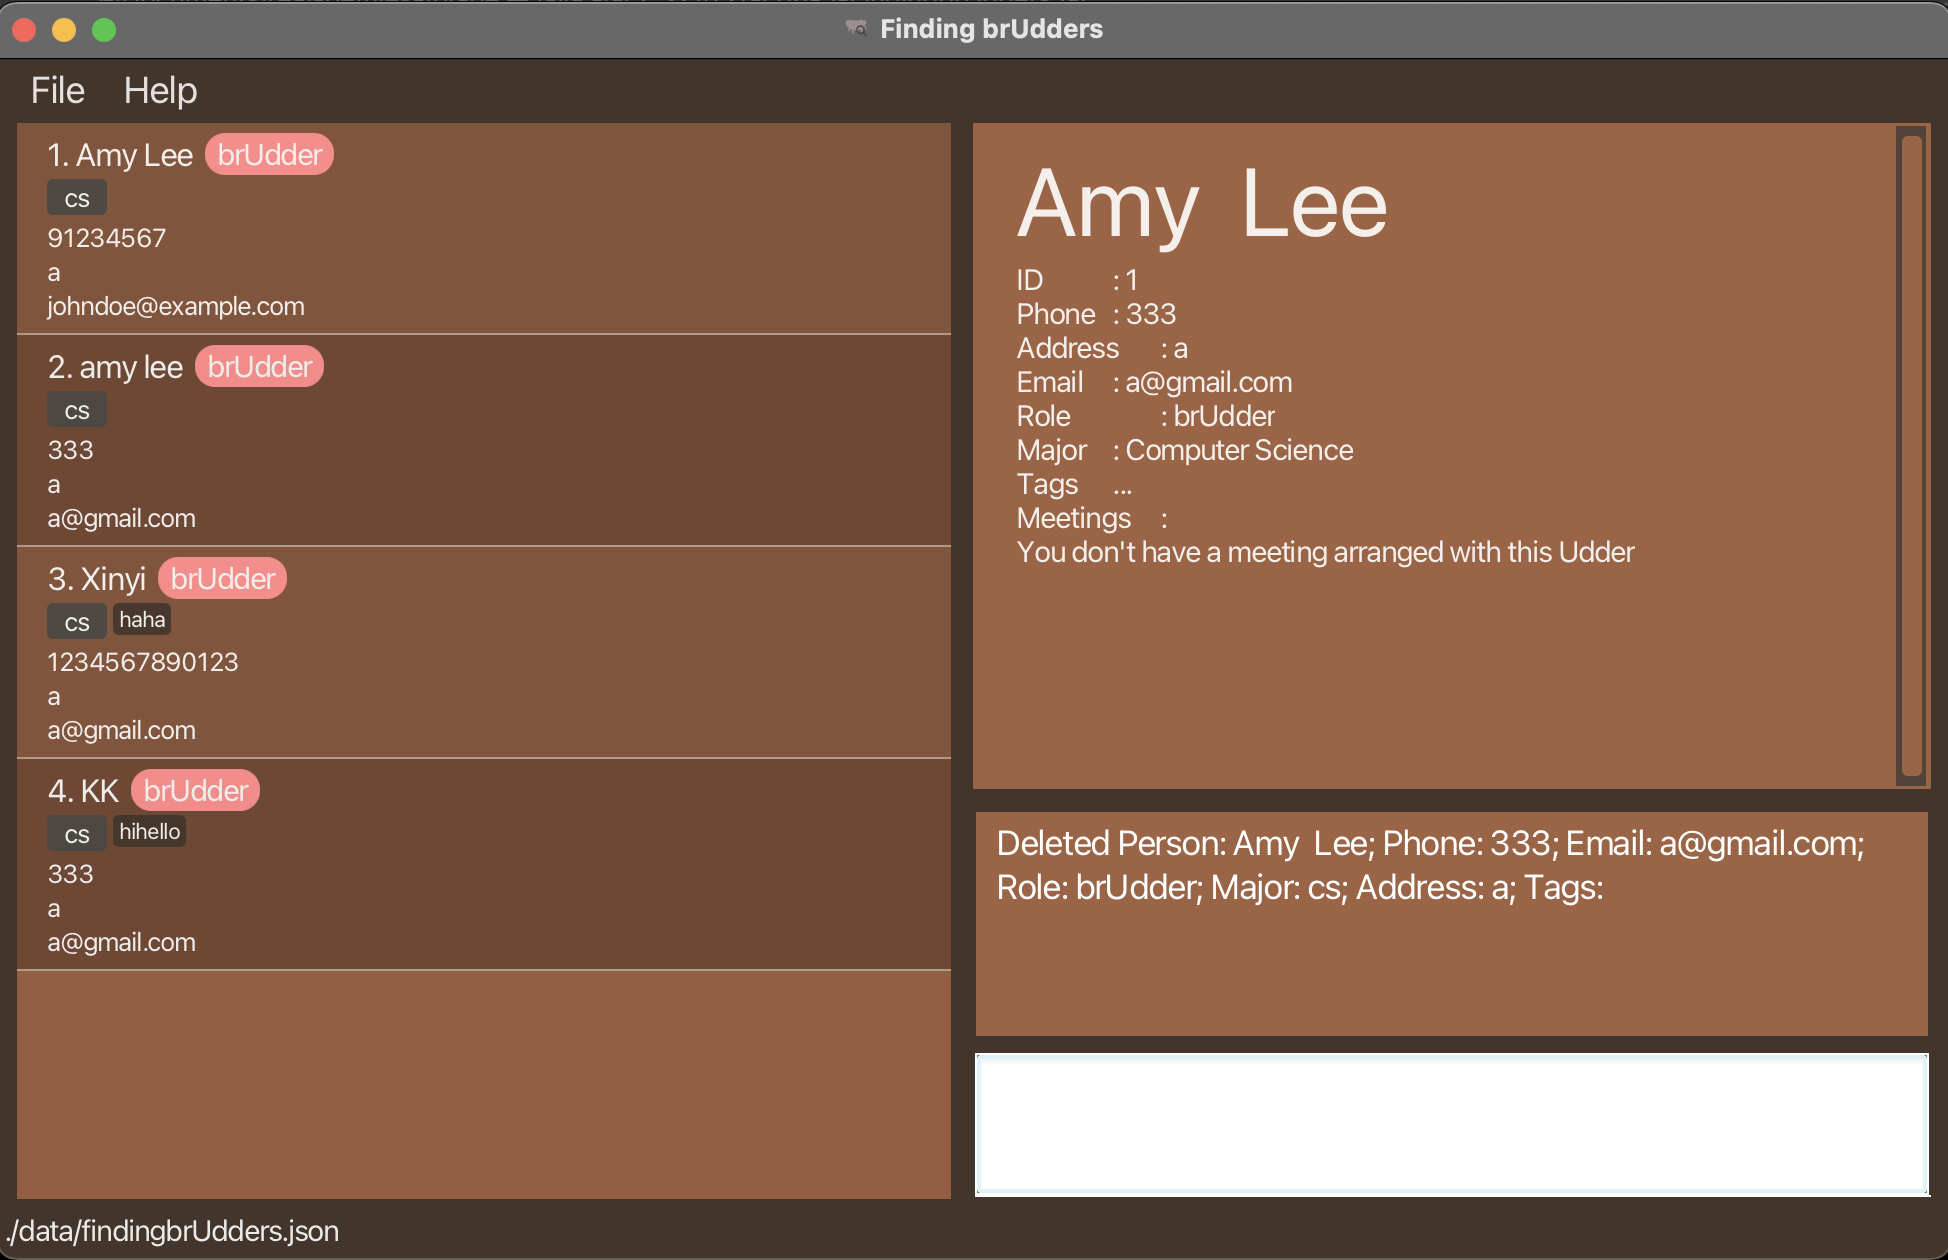 Finding brUdders
File Help
1. Amy Lee brUdder
cs
91234567
a
johndoe@example.com
2. amy lee brUdder
cs
333
a
a@gmail.com
3. Xinyi brUdder
cs haha
1234567890123
a
a@gmail.com
4. KK brUdder
cs hihello
333
a
a@gmail.com
Amy  Lee
ID : 1
Phone : 333
Address : a
Email : a@gmail.com
Role : brUdder
Major : Computer Science
Tags ...
Meetings :
You don't have a meeting arranged with this Udder
Deleted Person: Amy  Lee; Phone: 333; Email: a@gmail.com;
Role: brUdder; Major: cs; Address: a; Tags:
./data/findingbrUdders.json